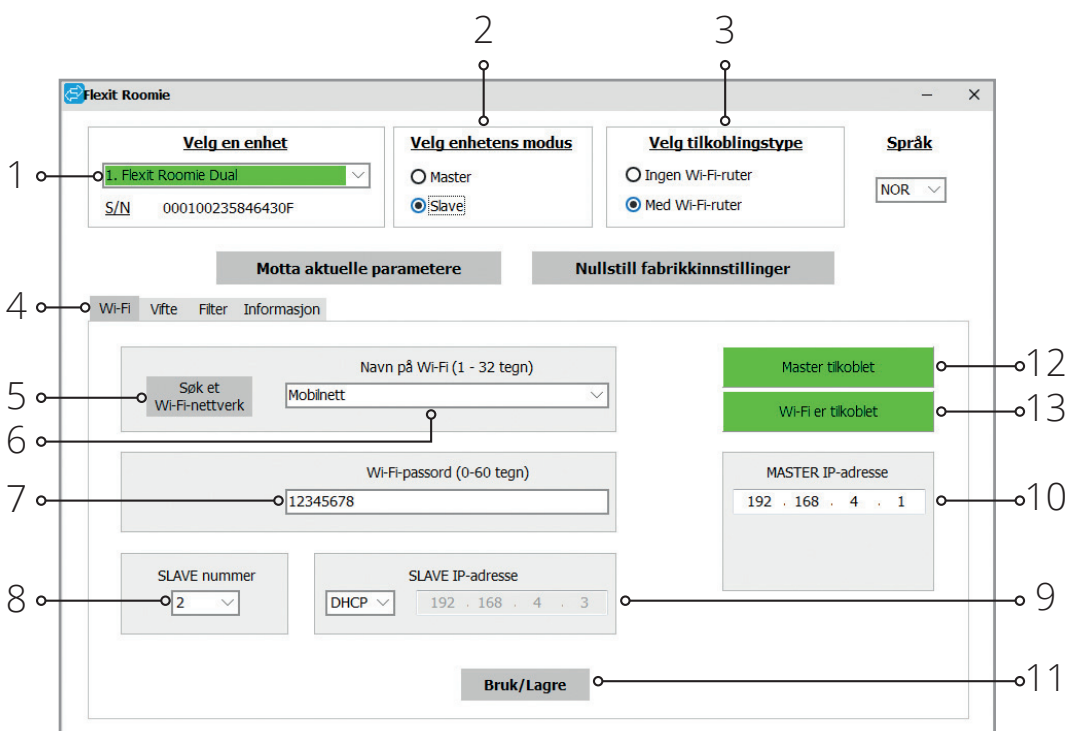 2
3
Flexit Roomie
Velg en enhet
Velg enhetens modus
Velg tilkoblingstype
Språk
1
1. Flexit Roomie Dual
Master
Ingen Wi-Fi-ruter
NOR
S/N 000100235846430F
Slave
Med Wi-Fi-ruter
Motta aktuelle parametere
Nullstill fabrikkinnstillinger
4
Wi-Fi Vifte Filter Informasjon
Navn på Wi-Fi (1 - 32 tegn)
Master tilkoblet
12
5
Søk et
Wi-Fi-nettverk
Mobilnett
Wi-Fi er tilkoblet
13
6
Wi-Fi-passord (0-60 tegn)
MASTER IP-adresse
7
12345678
192 . 168 . 4 . 1
10
SLAVE nummer
SLAVE IP-adresse
8
2
DHCP
192 . 168 . 4 . 3
9
Bruk/Lagre
11